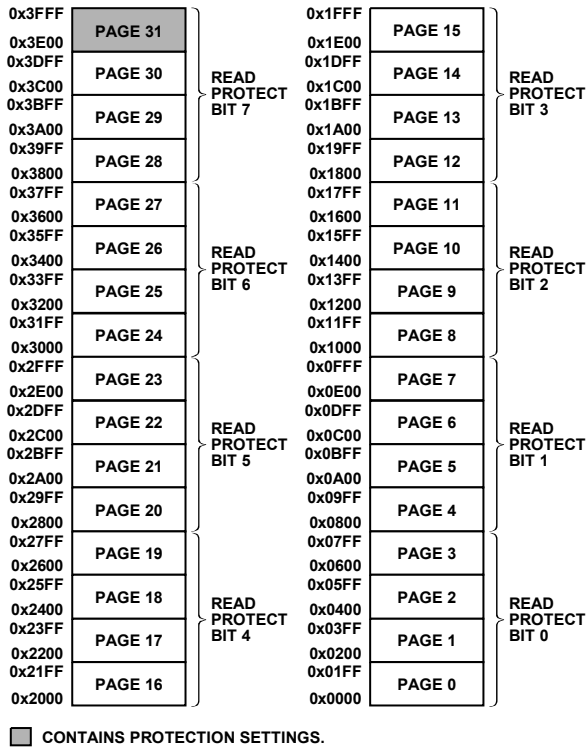 0x3FFF
PAGE 31
0x3E00
0x3DFF
PAGE 30
0x3C00
0x3BFF
PAGE 29
0x3A00
0x39FF
PAGE 28
0x3800
READ
PROTECT
BIT 7
0x37FF
PAGE 27
0x3600
0x35FF
PAGE 26
0x3400
0x33FF
PAGE 25
0x3200
0x31FF
PAGE 24
0x3000
READ
PROTECT
BIT 6
0x2FFF
PAGE 23
0x2E00
0x2DFF
PAGE 22
0x2C00
0x2BFF
PAGE 21
0x2A00
0x29FF
PAGE 20
0x2800
READ
PROTECT
BIT 5
0x27FF
PAGE 19
0x2600
0x25FF
PAGE 18
0x2400
0x23FF
PAGE 17
0x2200
0x21FF
PAGE 16
0x2000
READ
PROTECT
BIT 4
0x1FFF
PAGE 15
0x1E00
0x1DFF
PAGE 14
0x1C00
0x1BFF
PAGE 13
0x1A00
0x19FF
PAGE 12
0x1800
READ
PROTECT
BIT 3
0x17FF
PAGE 11
0x1600
0x15FF
PAGE 10
0x1400
0x13FF
PAGE 9
0x1200
0x11FF
PAGE 8
0x1000
READ
PROTECT
BIT 2
0x0FFF
PAGE 7
0x0E00
0x0DFF
PAGE 6
0x0C00
0x0BFF
PAGE 5
0x0A00
0x09FF
PAGE 4
0x0800
READ
PROTECT
BIT 1
0x07FF
PAGE 3
0x0600
0x05FF
PAGE 2
0x0400
0x03FF
PAGE 1
0x0200
0x01FF
PAGE 0
0x0000
READ
PROTECT
BIT 0
CONTAINS PROTECTION SETTINGS.